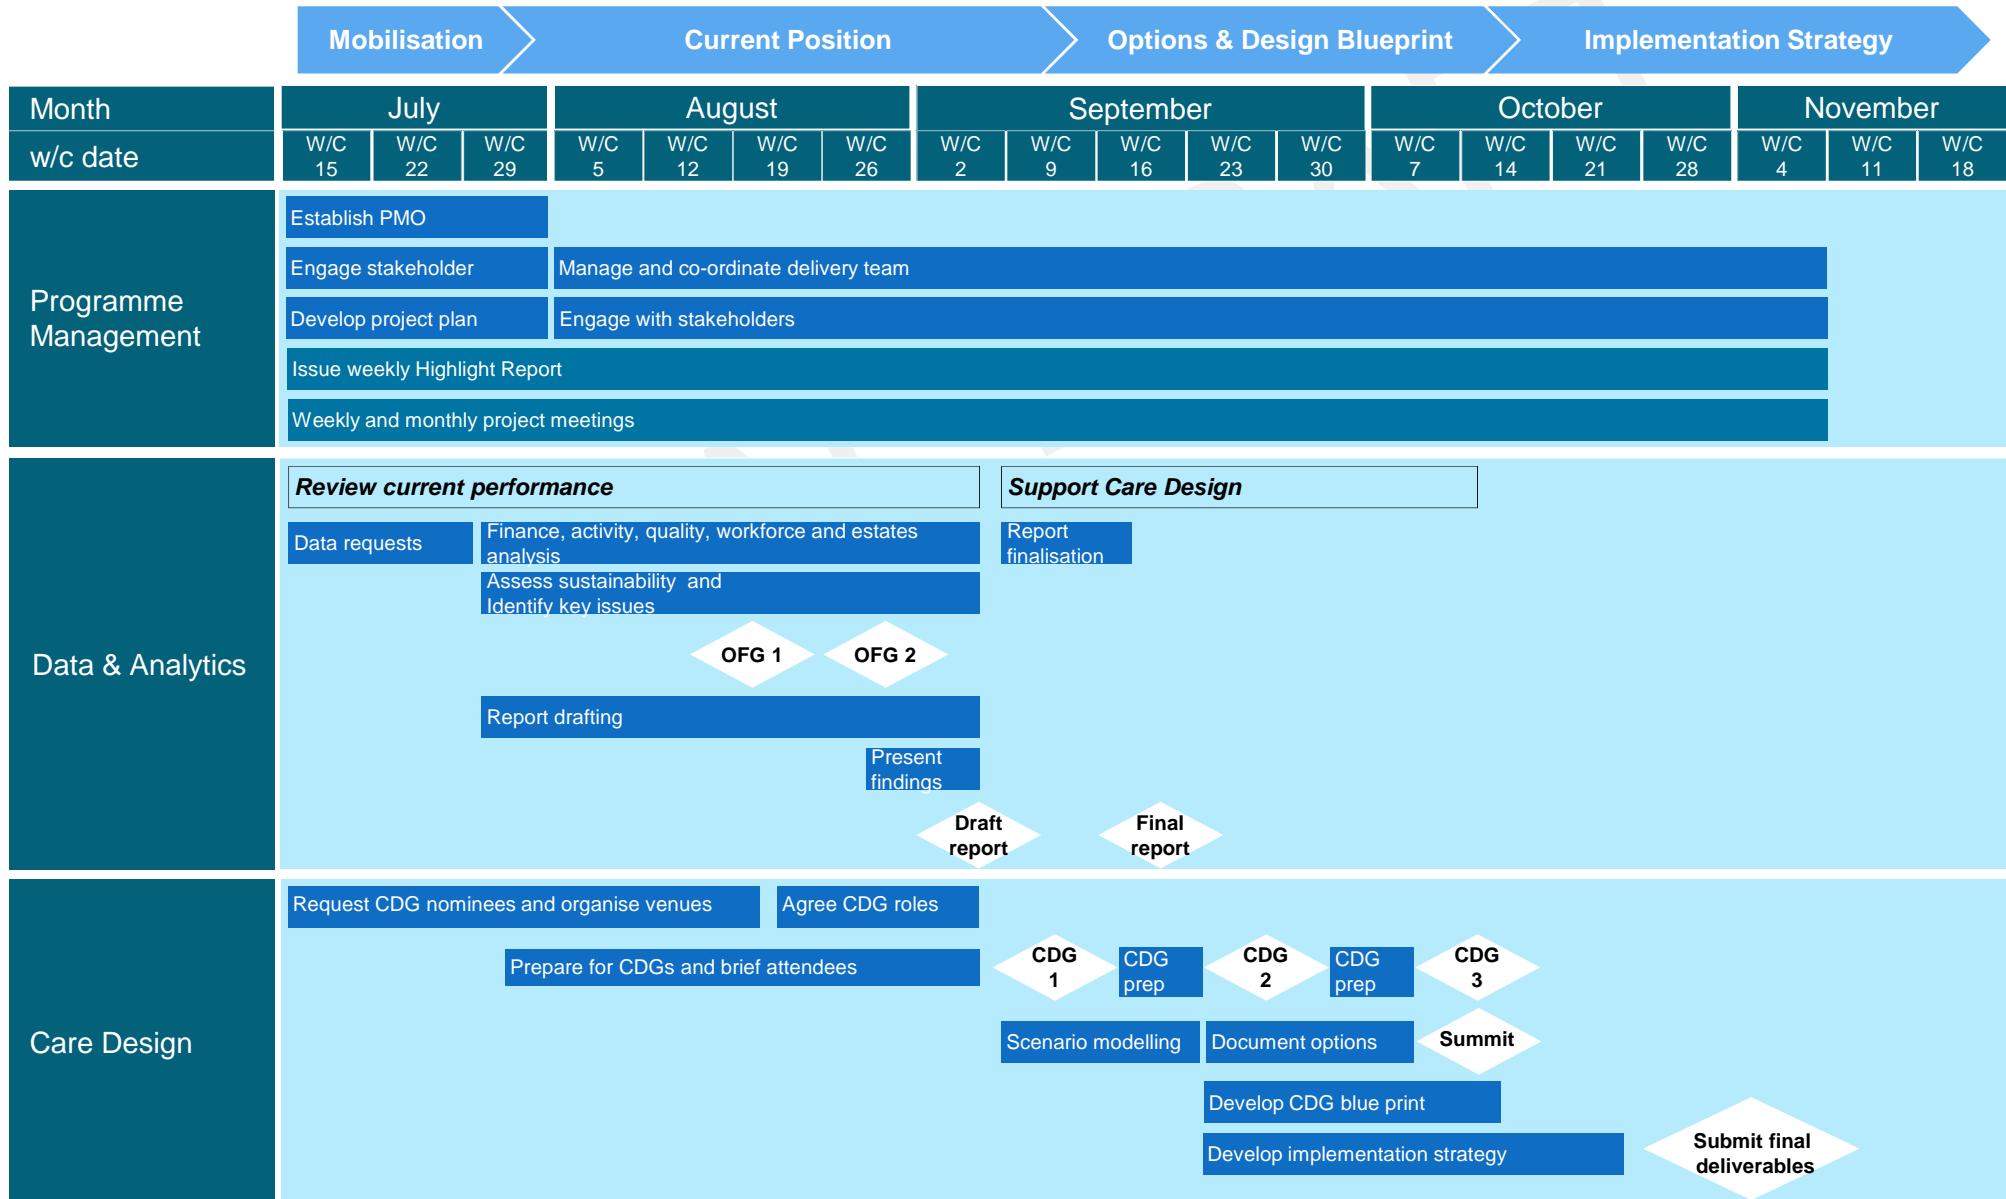 Mobilisation
Current Position
Options & Design Blueprint
Implementation Strategy
Month
July
August
September
October
November
w/c date
W/C 15
W/C 22
W/C 29
W/C 5
W/C 12
W/C 19
W/C 26
W/C 2
W/C 9
W/C 16
W/C 23
W/C 30
W/C 7
W/C 14
W/C 21
W/C 28
W/C 4
W/C 11
W/C 18
Programme
Management
Establish PMO
Engage stakeholder
Manage and co-ordinate delivery team
Develop project plan
Engage with stakeholders
Issue weekly Highlight Report
Weekly and monthly project meetings
Data & Analytics
Review current performance
Support Care Design
Data requests
Finance, activity, quality, workforce and estates
analysis
Report
finalisation
Assess sustainability and
Identify key issues
OFG 1
OFG 2
Report drafting
Present
findings
Draft
report
Final
report
Care Design
Request CDG nominees and organise venues
Agree CDG roles
Prepare for CDGs and brief attendees
CDG
1
CDG
prep
CDG
2
CDG
prep
CDG
3
Scenario modelling
Document options
Summit
Develop CDG blue print
Develop implementation strategy
Submit final
deliverables